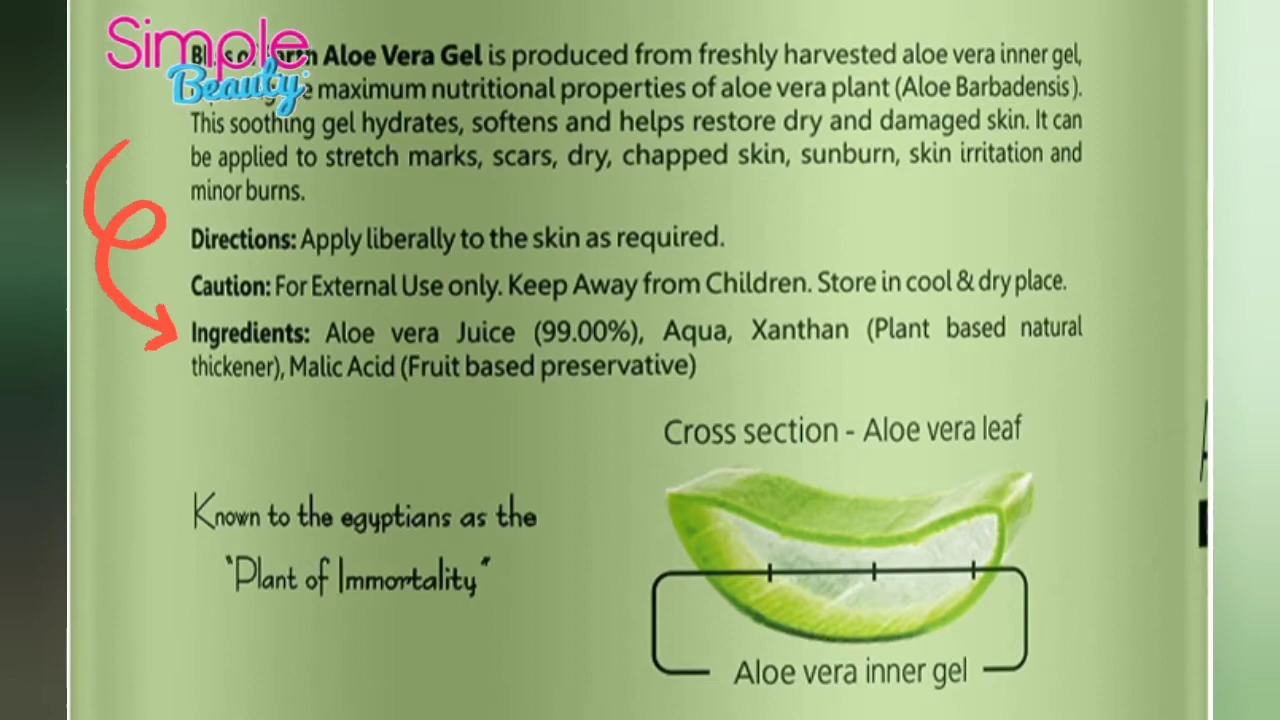 Simple
Beauty
Aloe Vera Gel is produced from freshly harvested aloe vera inner gel,
maximum nutritional properties of aloe vera plant (Aloe Barbadensis).
This soothing gel hydrates, softens and helps restore dry and damaged skin. It can
be applied to stretch marks, scars, dry, chapped skin, sunburn, skin irritation and
minor burns.
Directions: Apply liberally to the skin as required.
Caution: For External Use only. Keep Away from Children. Store in cool & dry place.
Ingredients: Aloe vera Juice (99.00%), Aqua, Xanthan (Plant based natural
thickener), Malic Acid (Fruit based preservative)
Cross section - Aloe vera leaf
Known to the egyptians as the
"Plant of Immortality"
Aloe vera inner gel